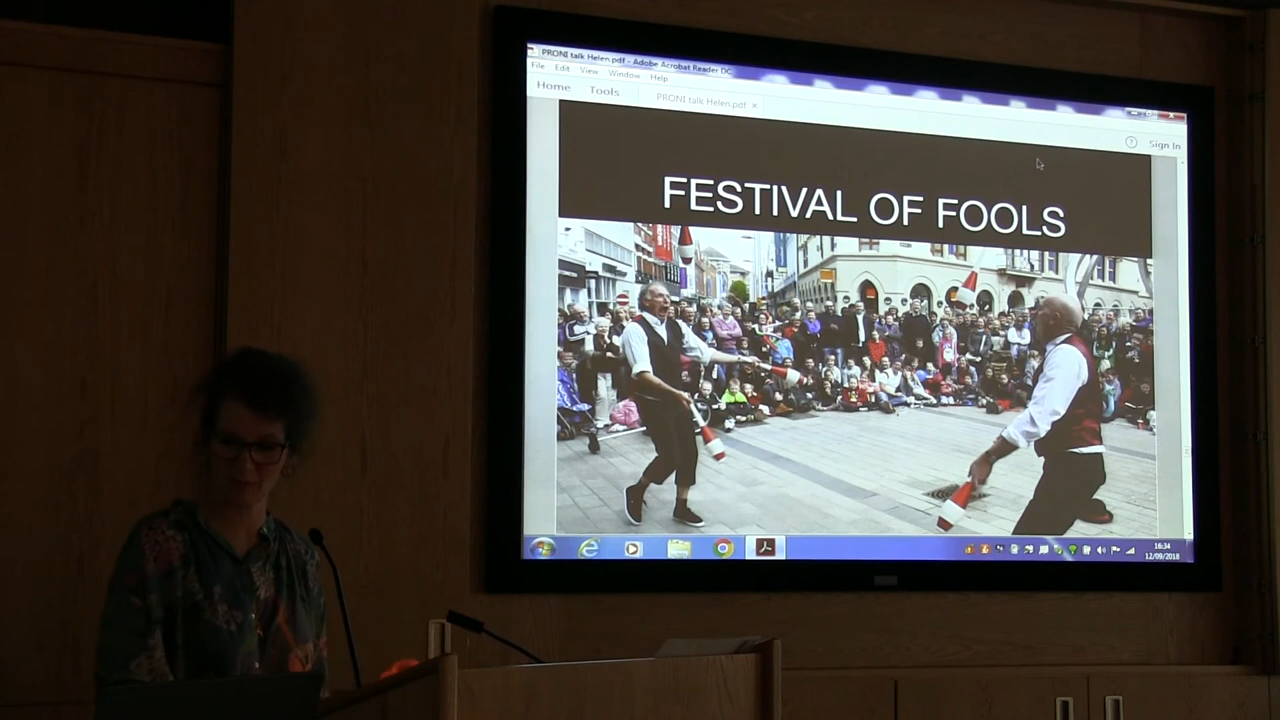 PRONI talk Helen.pdf - Adobe Acrobat Reader DC
File Edit View Window Help
Home Tools PRONI talk Helen.pdf ×
? Sign In
FESTIVAL OF FOOLS
16:34
12/09/2018